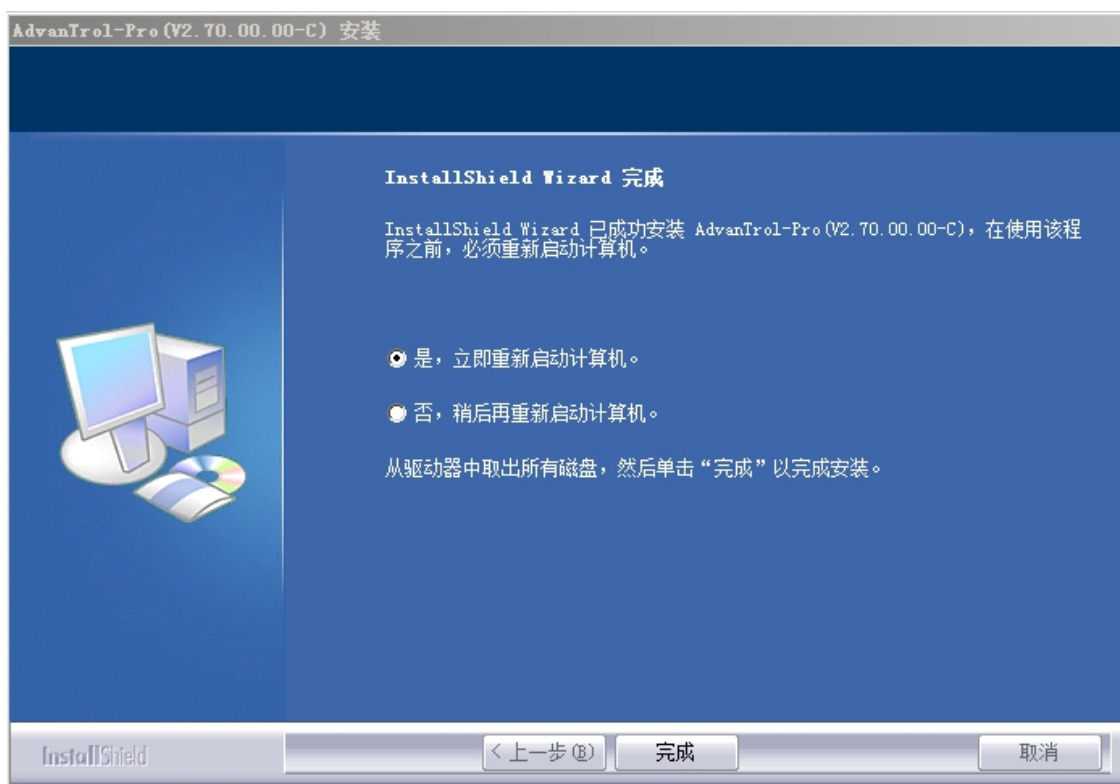 AdvanTrol-Pro(V2.70.00.00-C) 安装
InstallShield Wizard 完成
InstallShield Wizard 已成功安装 AdvanTrol-Pro(V2.70.00.00-C)，在使用该程
序之前，必须重新启动计算机。
是，立即重新启动计算机。
否，稍后再重新启动计算机。
从驱动器中取出所有磁盘，然后单击“完成”以完成安装。
InstallShield
<上一步(B)
完成
取消